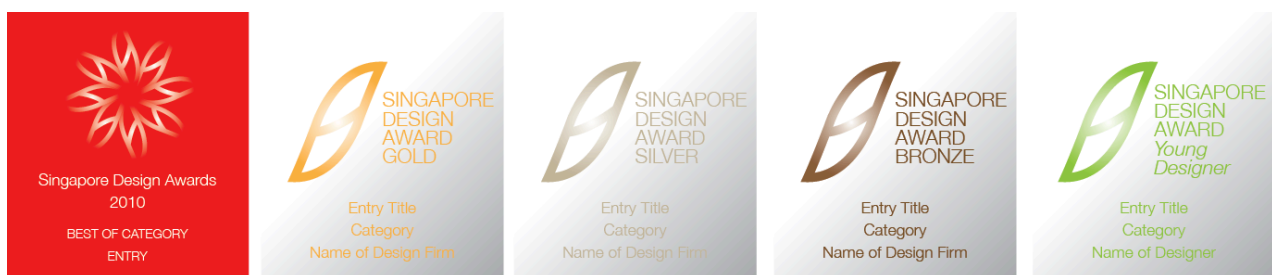 Singapore Design Awards
2010
BEST OF CATEGORY
ENTRY
SINGAPORE
DESIGN
AWARD
GOLD
Entry Title
Category
Name of Design Firm
SINGAPORE
DESIGN
AWARD
SILVER
Entry Title
Category
Name of Design Firm
SINGAPORE
DESIGN
AWARD
BRONZE
Entry Title
Category
Name of Design Firm
SINGAPORE
DESIGN
AWARD
Young
Designer
Entry Title
Category
Name of Designer